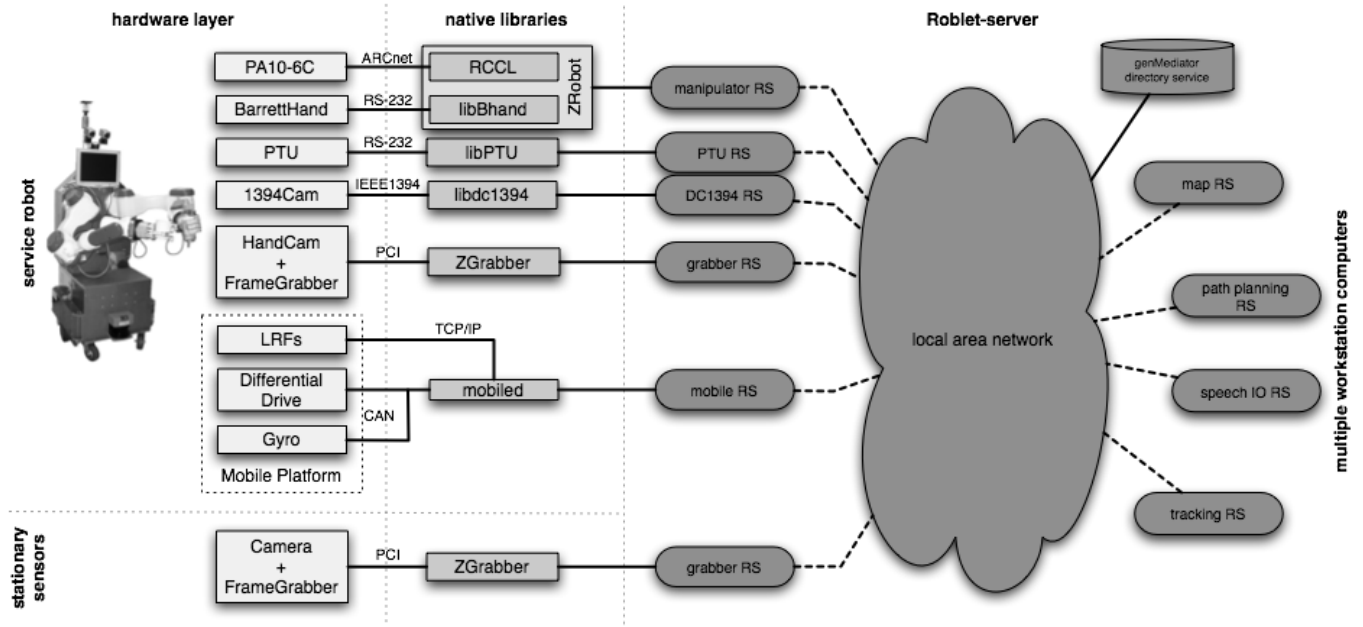 hardware layer
native libraries
Roblet-server
service robot
PA10-6C
ARCnet
RCCL
ZRobot
manipulator RS
genMediator
directory service
BarrettHand
RS-232
libBhand
PTU
RS-232
libPTU
PTU RS
map RS
1394Cam
IEEE1394
libdc1394
DC1394 RS
HandCam
+
FrameGrabber
PCI
ZGrabber
grabber RS
path planning
RS
local area network
LRFs
TCP/IP
Differential
Drive
CAN
mobiled
mobile RS
speech IO RS
Gyro
Mobile Platform
multiple workstation computers
tracking RS
stationary
sensors
Camera
+
FrameGrabber
PCI
ZGrabber
grabber RS